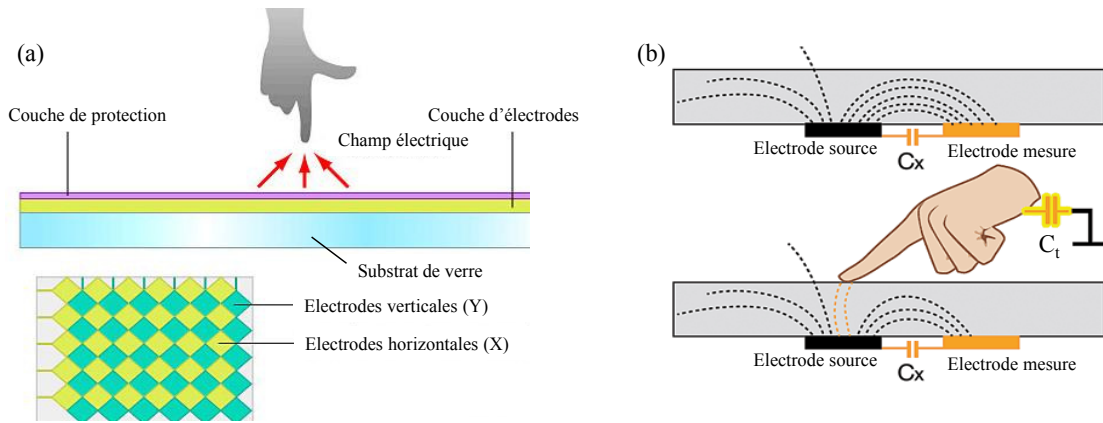 (a)
Couche de protection
Couche d'électrodes
Champ électrique
Substrat de verre
Electrodes verticales (Y)
Electrodes horizontales (X)
(b)
Electrode source
Cx
Electrode mesure
Ct
Electrode source
Cx
Electrode mesure